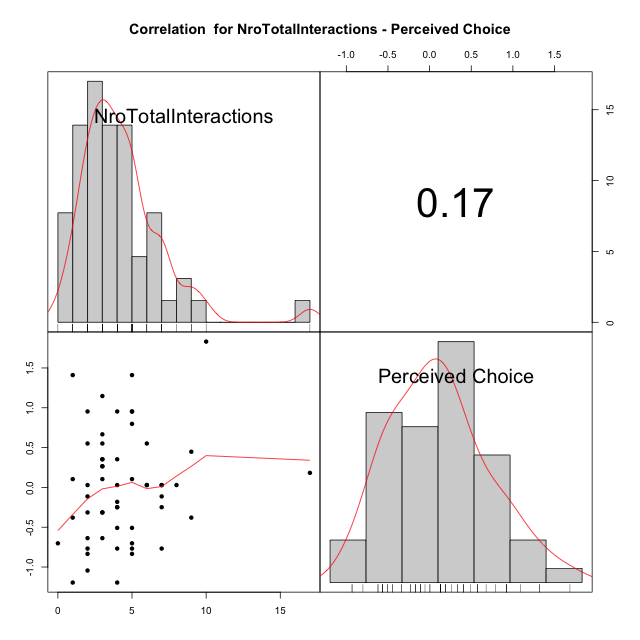 Correlation  for NroTotalInteractions - Perceived Choice
-1.0 -0.5 0.0 0.5 1.0 1.5
NroTotalInteractions
0.17
15
10
5
0
1.5
1.0
0.5
0.0
-0.5
-1.0
Perceived Choice
0 5 10 15